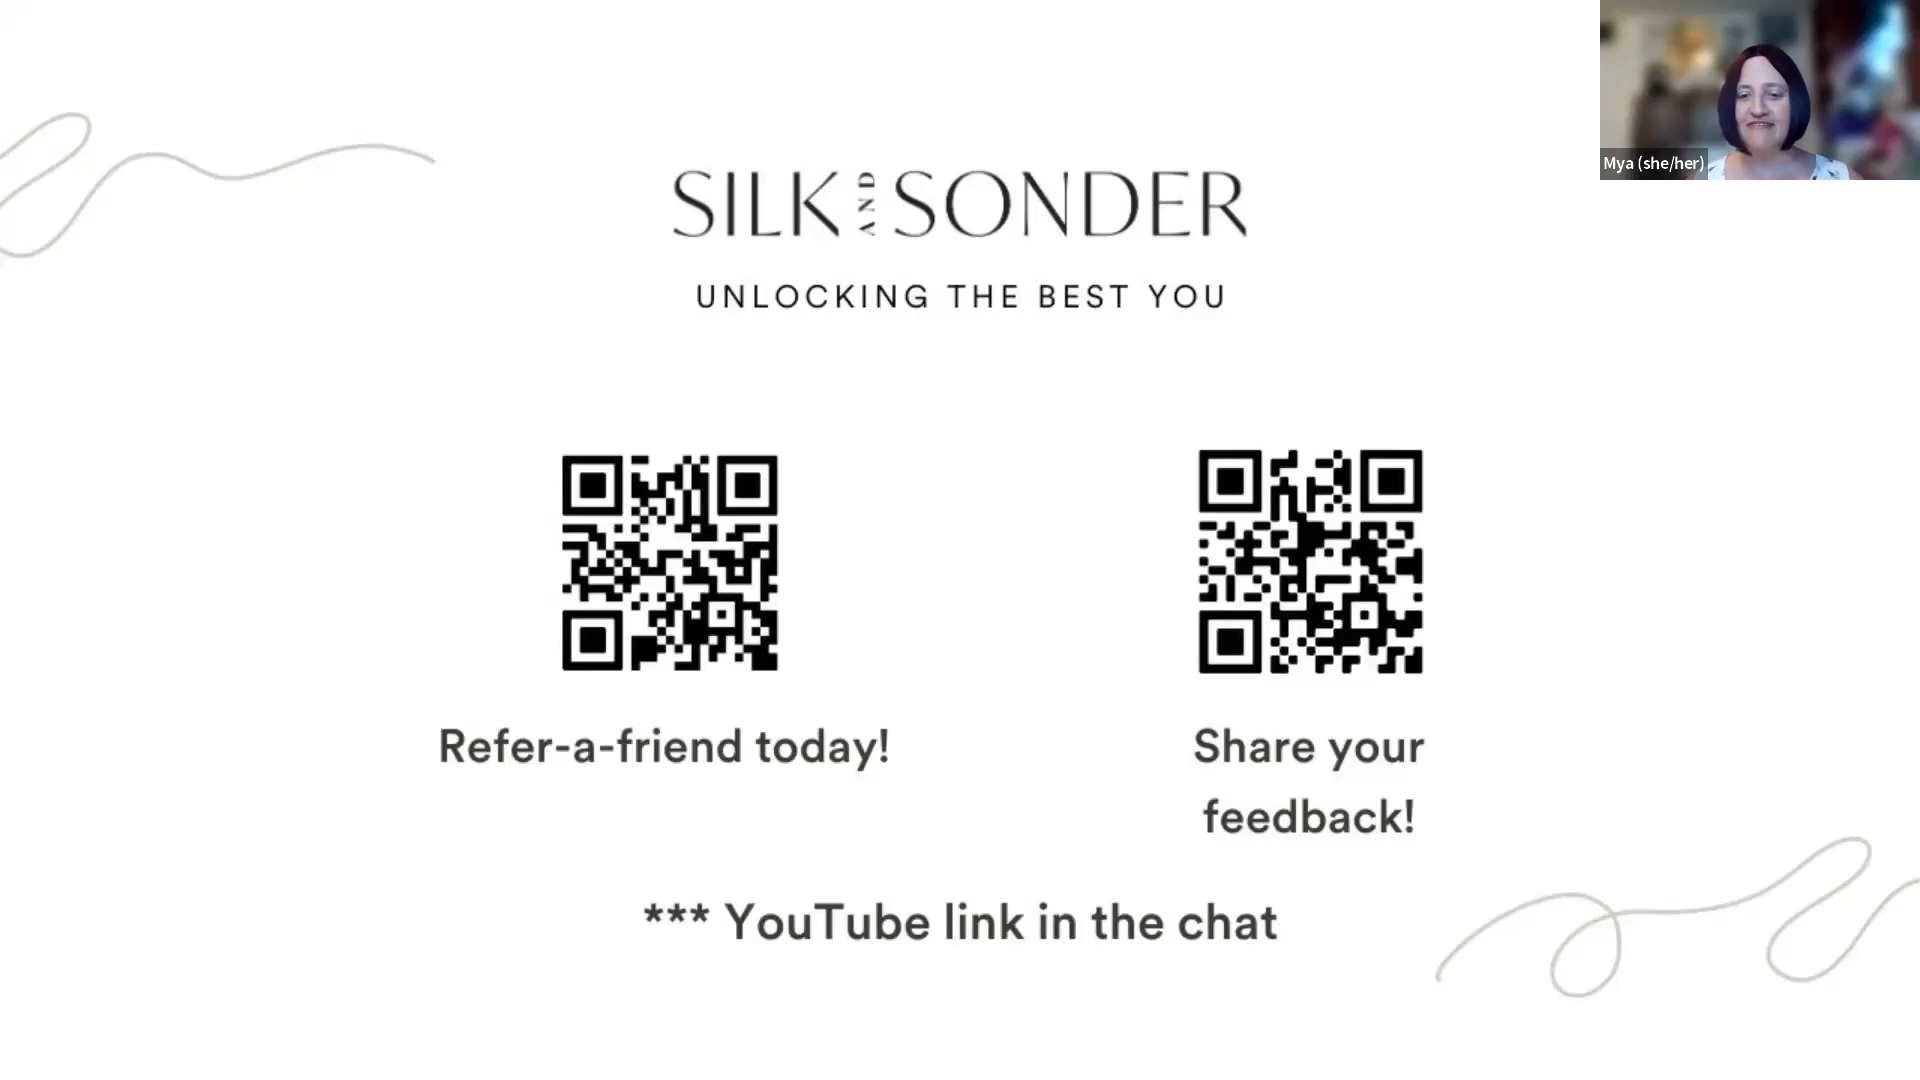 Mya (she/her)
SILK AND SONDER
UNLOCKING THE BEST YOU
Refer-a-friend today!
Share your
feedback!
*** YouTube link in the chat